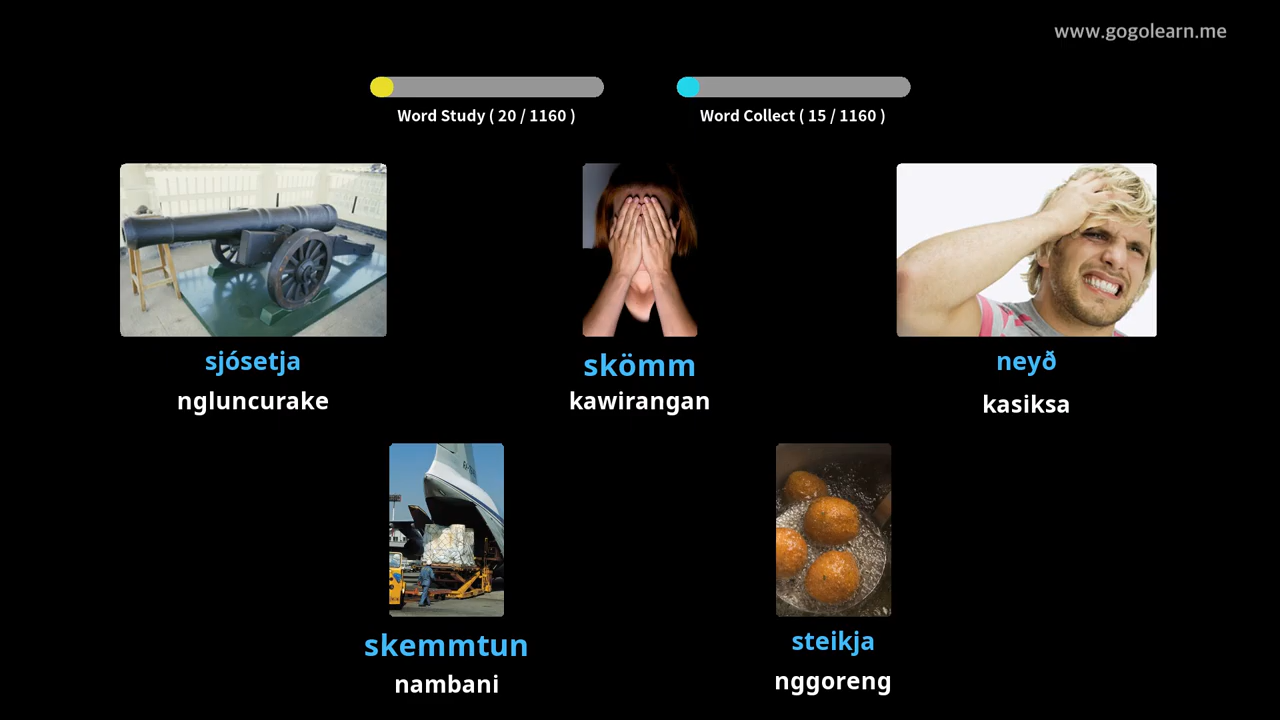 www.gogolearn.me
Word Study ( 20 / 1160 )
Word Collect ( 15 / 1160 )
sjósetja
ngluncurake
skömm
kawirangan
neyð
kasiksa
skemmtun
nambani
steikja
nggoreng